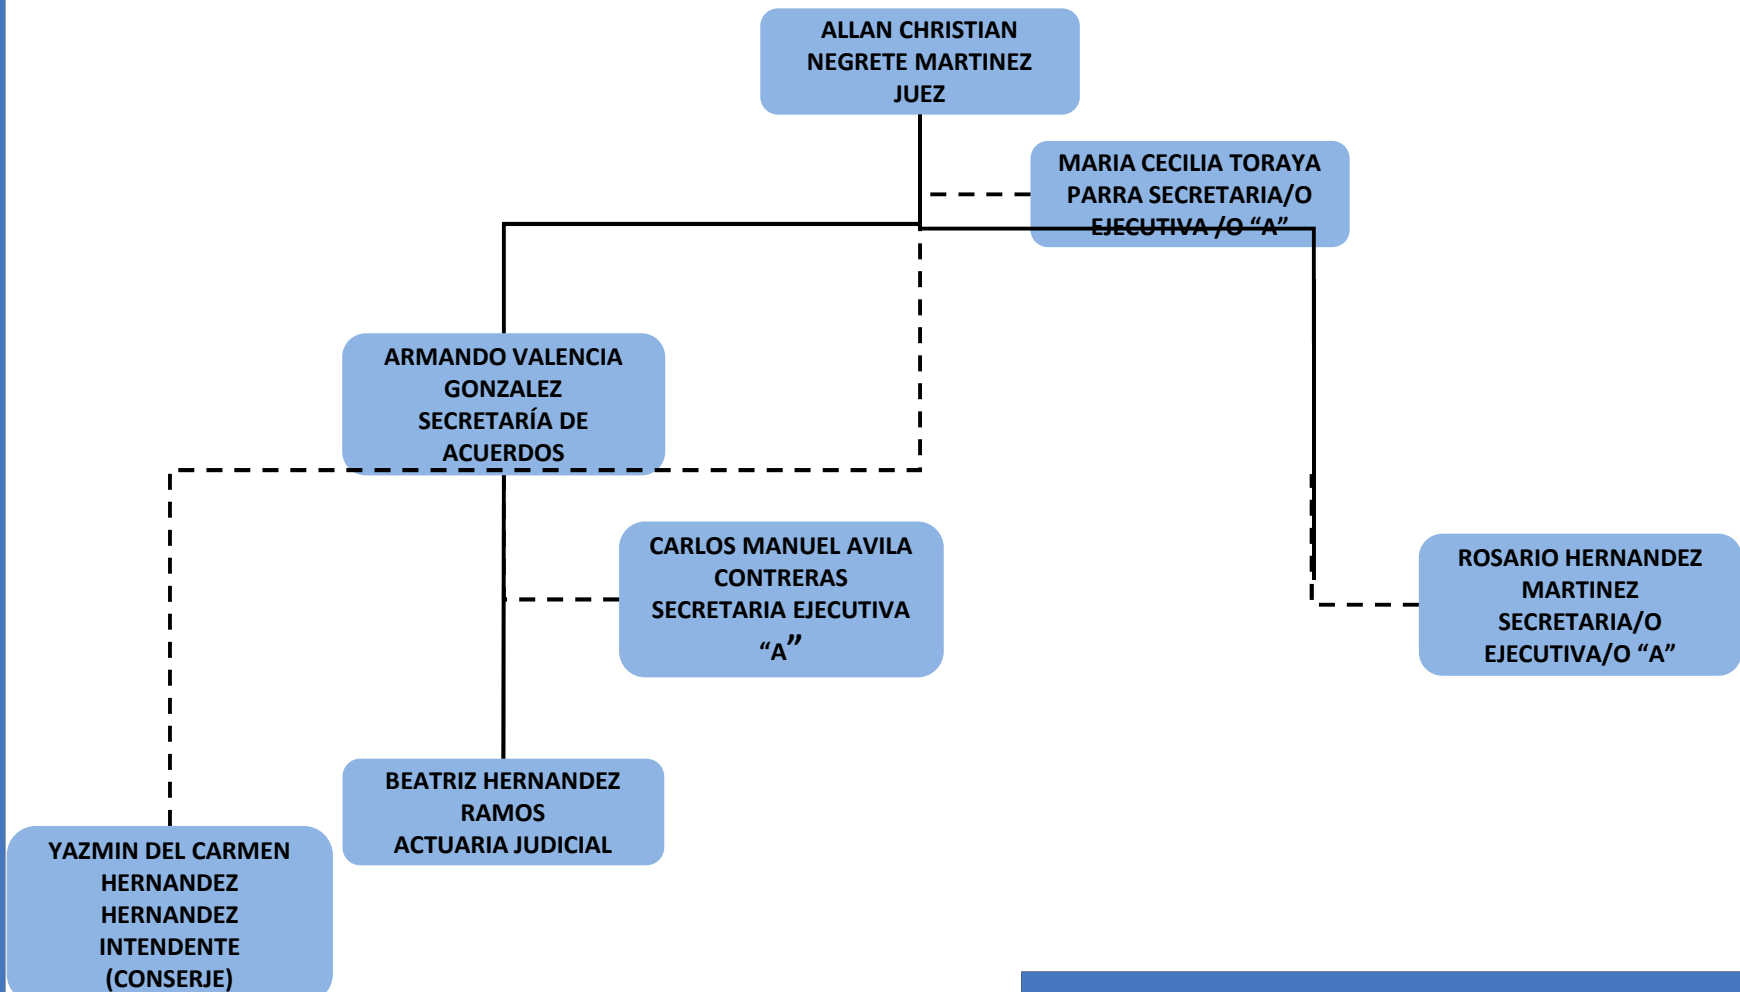 ALLAN CHRISTIAN
NEGRETE MARTINEZ
JUEZ
MARIA CECILIA TORAYA
PARRA SECRETARIA/O
EJECUTIVA /O “A”
ARMANDO VALENCIA
GONZALEZ
SECRETARÍA DE
ACUERDOS
CARLOS MANUEL AVILA
CONTRERAS
SECRETARIA EJECUTIVA
“A”
ROSARIO HERNANDEZ
MARTINEZ
SECRETARIA/O
EJECUTIVA/O “A”
BEATRIZ HERNANDEZ
RAMOS
ACTUARIA JUDICIAL
YAZMIN DEL CARMEN
HERNANDEZ
HERNANDEZ
INTENDENTE
(CONSERJE)